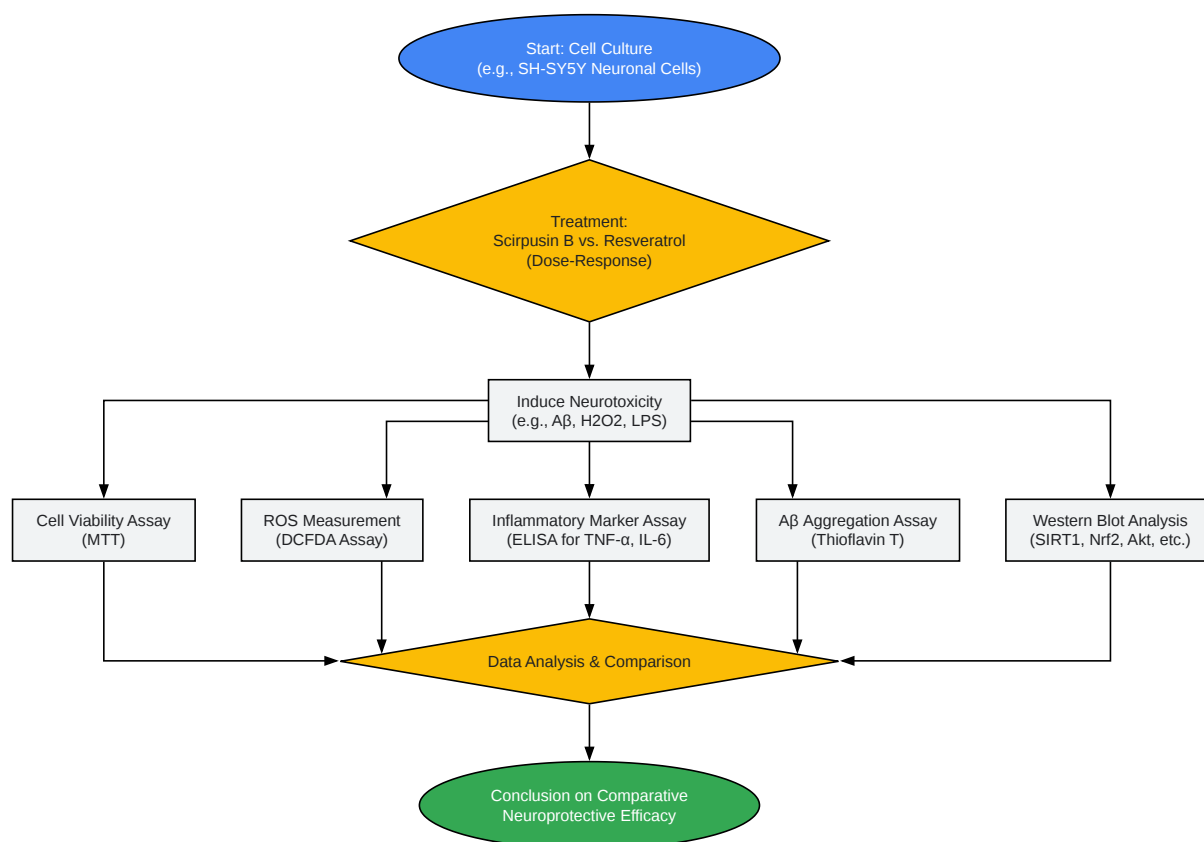 Start: Cell Culture
(e.g., SH-SY5Y Neuronal Cells)
Treatment:
Scirpusin B vs. Resveratrol
(Dose-Response)
Induce Neurotoxicity
(e.g., Aβ, H2O2, LPS)
Cell Viability Assay
(MTT)
ROS Measurement
(DCFDA Assay)
Inflammatory Marker Assay
(ELISA for TNF-α, IL-6)
Aβ Aggregation Assay
(Thioflavin T)
Western Blot Analysis
(SIRT1, Nrf2, Akt, etc.)
Data Analysis & Comparison
Conclusion on Comparative
Neuroprotective Efficacy